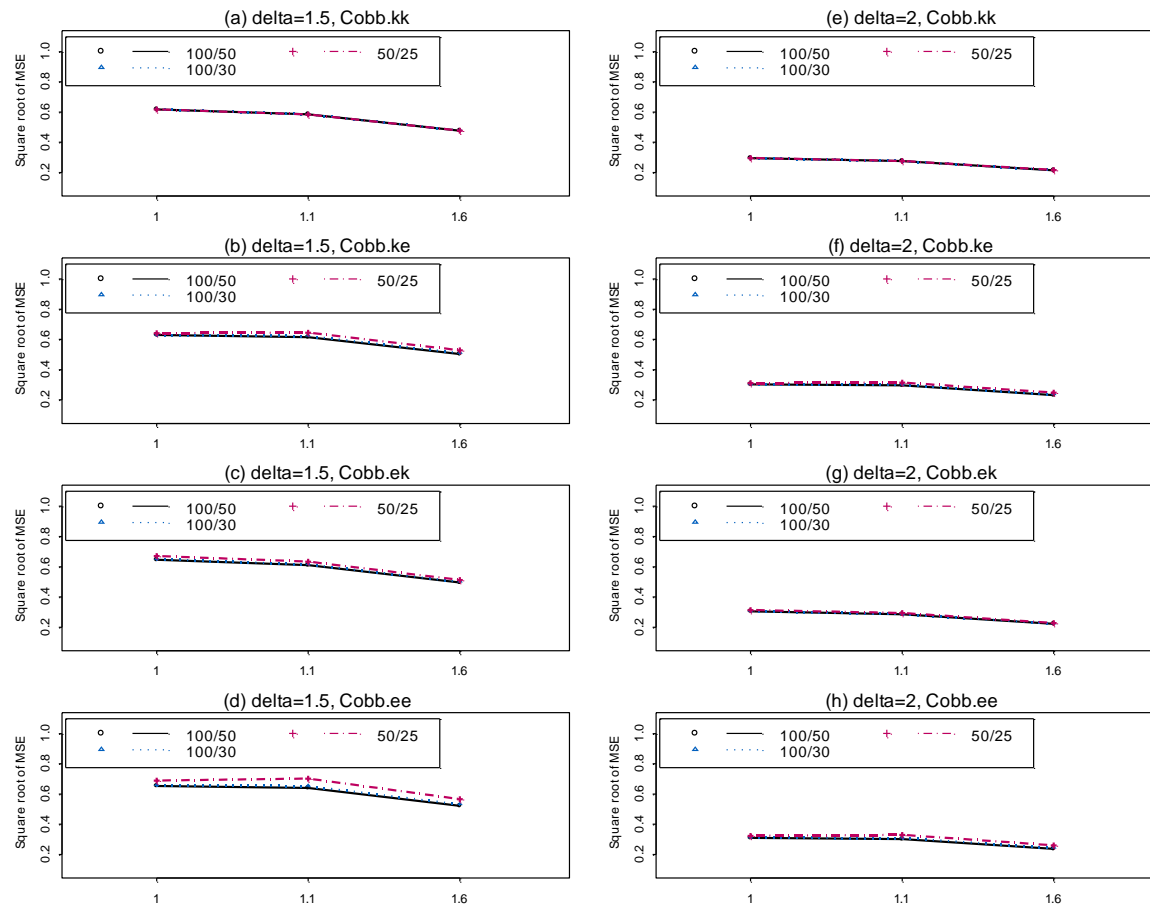 (a) delta=1.5, Cobb.kk
Square root of MSE
0.2 0.4 0.6 0.8 1.0
100/50
100/30
50/25
1 1.1 1.6
(e) delta=2, Cobb.kk
Square root of MSE
0.2 0.4 0.6 0.8 1.0
100/50
100/30
50/25
1 1.1 1.6
(b) delta=1.5, Cobb.ke
Square root of MSE
0.2 0.4 0.6 0.8 1.0
100/50
100/30
50/25
1 1.1 1.6
(f) delta=2, Cobb.ke
Square root of MSE
0.2 0.4 0.6 0.8 1.0
100/50
100/30
50/25
1 1.1 1.6
(c) delta=1.5, Cobb.ek
Square root of MSE
0.2 0.4 0.6 0.8 1.0
100/50
100/30
50/25
1 1.1 1.6
(g) delta=2, Cobb.ek
Square root of MSE
0.2 0.4 0.6 0.8 1.0
100/50
100/30
50/25
1 1.1 1.6
(d) delta=1.5, Cobb.ee
Square root of MSE
0.2 0.4 0.6 0.8 1.0
100/50
100/30
50/25
1 1.1 1.6
(h) delta=2, Cobb.ee
Square root of MSE
0.2 0.4 0.6 0.8 1.0
100/50
100/30
50/25
1 1.1 1.6